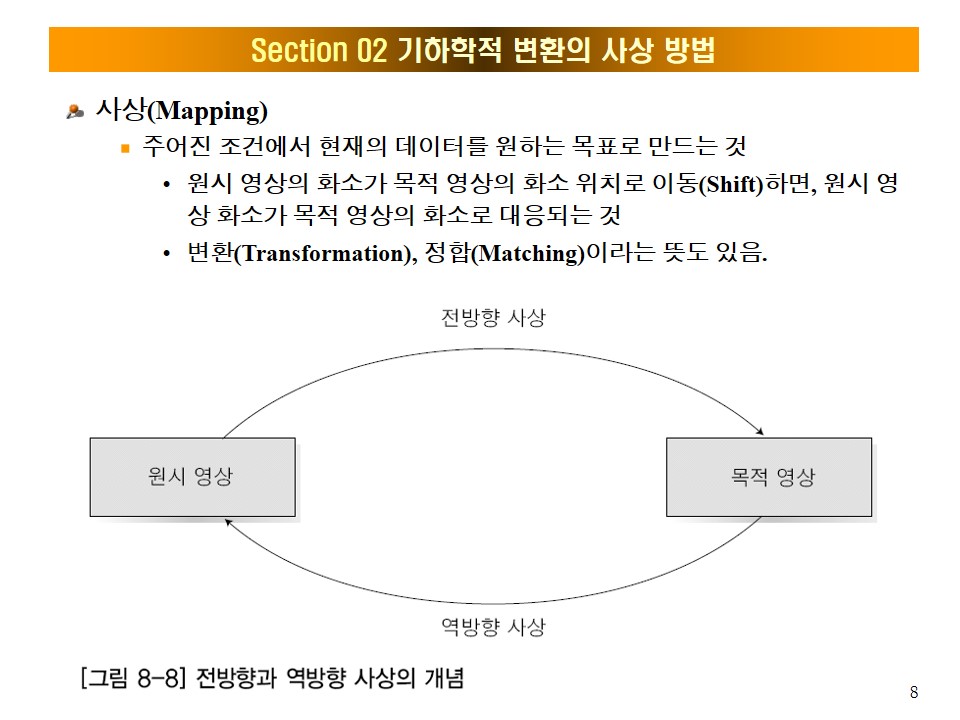 Section 02 기하학적 변환의 사상 방법
사상(Mapping)
주어진 조건에서 현재의 데이터를 원하는 목표로 만드는 것
• 원시 영상의 화소가 목적 영상의 화소 위치로 이동(Shift)하면, 원시 영
상 화소가 목적 영상의 화소로 대응되는 것
• 변환(Transformation), 정합(Matching)이라는 뜻도 있음.
전방향 사상
원시 영상
목적 영상
역방향 사상
[그림 8-8] 전방향과 역방향 사상의 개념
8